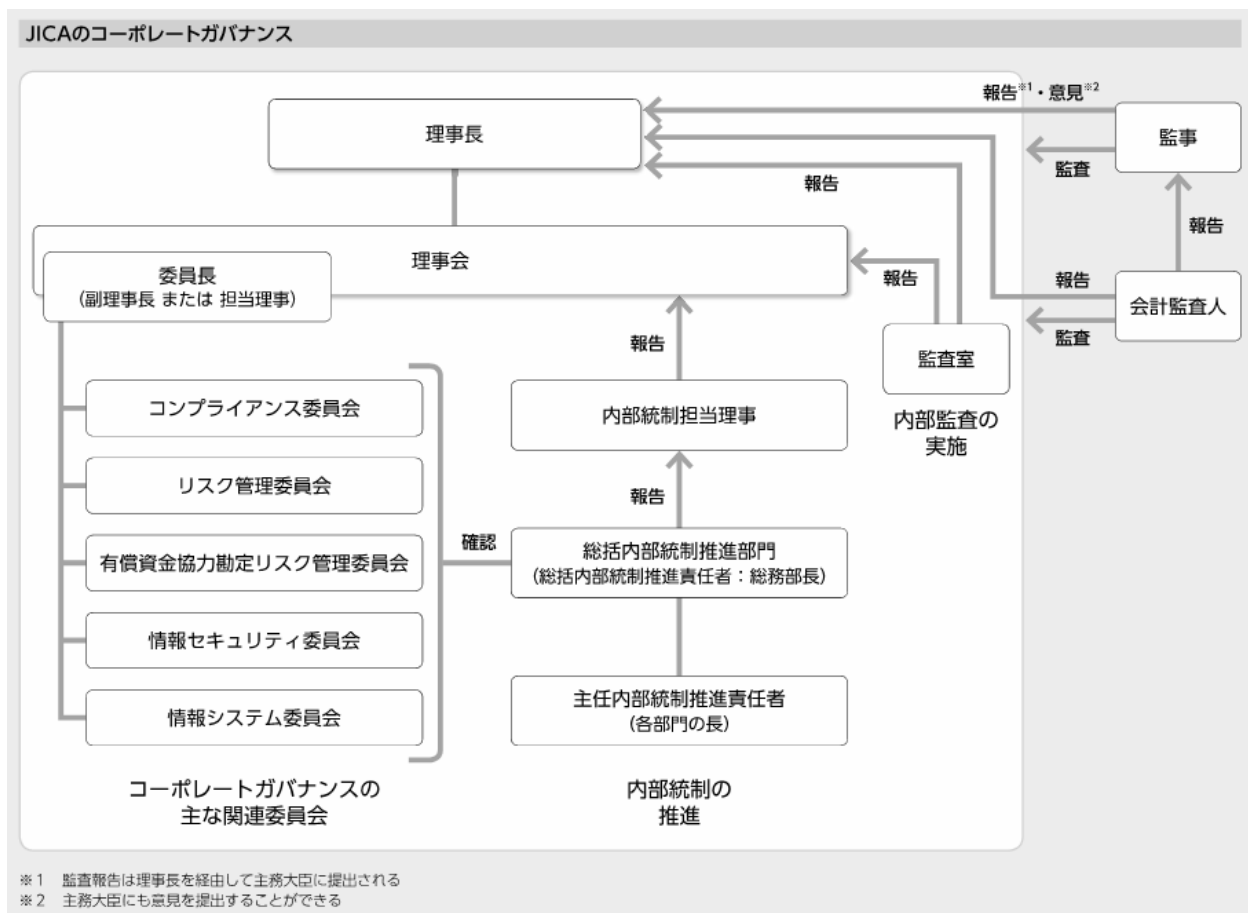 JICAのコーポレートガバナンス
報告※1・意見※2
理事長
監事
監査
報告
報告
理事会
委員長
(副理事長 または 担当理事)
報告
報告
会計監査人
監査
報告
監査室
コンプライアンス委員会
内部統制担当理事
内部監査の
実施
リスク管理委員会
報告
確認
有償資金協力勘定リスク管理委員会
総括内部統制推進部門
(総括内部統制推進責任者：総務部長)
情報セキュリティ委員会
主任内部統制推進責任者
(各部門の長)
情報システム委員会
コーポレートガバナンスの
主な関連委員会
内部統制の
推進
※1 監査報告は理事長を経由して主務大臣に提出される
※2 主務大臣にも意見を提出することができる